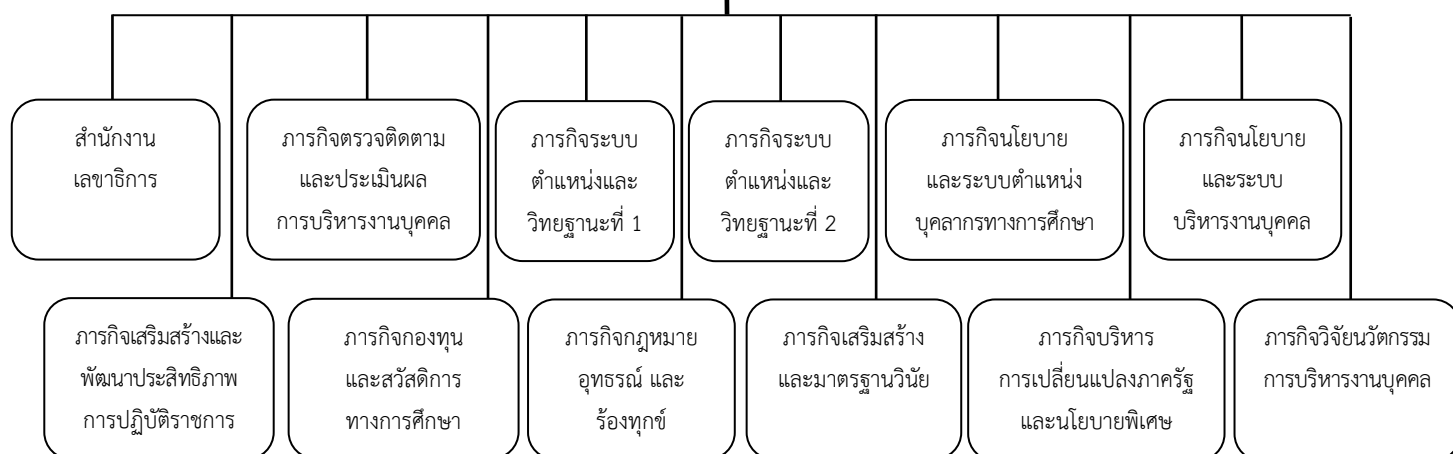 สำนักงาน
เลขาธิการ
ภารกิจตรวจติดตาม
และประเมินผล
การบริหารงานบุคคล
ภารกิจระบบ
ตำแหน่งและ
วิทยฐานะที่ 1
ภารกิจระบบ
ตำแหน่งและ
วิทยฐานะที่ 2
ภารกิจนโยบาย
และระบบตำแหน่ง
บุคลากรทางการศึกษา
ภารกิจนโยบาย
และระบบ
บริหารงานบุคคล
ภารกิจเสริมสร้างและ
พัฒนาประสิทธิภาพ
การปฏิบัติราชการ
ภารกิจกองทุน
และสวัสดิการ
ทางการศึกษา
ภารกิจกฎหมาย
อุทธรณ์ และ
ร้องทุกข์
ภารกิจเสริมสร้าง
และมาตรฐานวินัย
ภารกิจบริหาร
การเปลี่ยนแปลงภาครัฐ
และนโยบายพิเศษ
ภารกิจวิจัยนวัตกรรม
การบริหารงานบุคคล